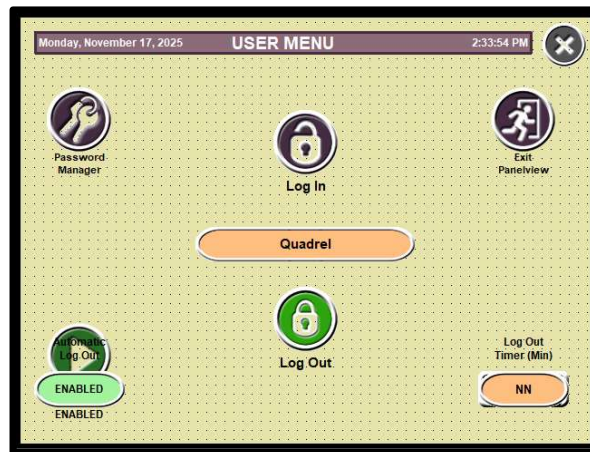 Monday, November 17, 2025 USER MENU 2:33:54 PM
Password
Manager
Log In
Exit
Panelview
Quadrel
Automatic
Log Out
ENABLED
ENABLED
Log Out
Log Out
Timer (Min)
NN